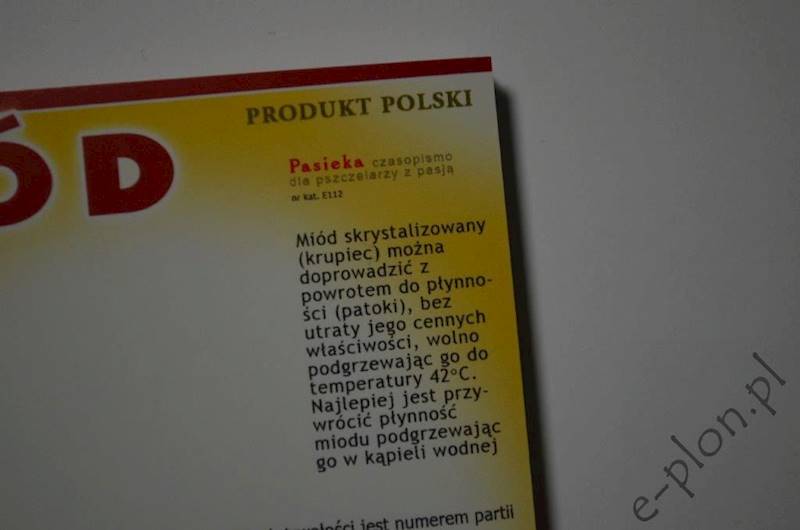 PRODUKT POLSKI
ÓD
Pasieka czasopismo
dla pszczelarzy z pasją
nr kat. E112
Miód skrystalizowany
(krupiec) można
doprowadzić z
powrotem do płynno-
ści (patoki), bez
utraty jego cennych
właściwości, wolno
podgrzewając go do
temperatury 42°C.
Najlepiej jest przy-
wrócić płynność
miodu podgrzewając
go w kąpieli wodnej
jest numerem partii
e-plon.pl